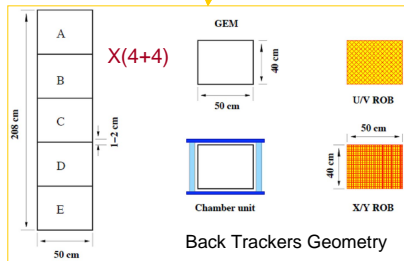 A
B
C
D
E
208 cm
50 cm
1−2 cm
X(4+4)
GEM
40 cm
50 cm
U/V ROB
Chamber unit
50 cm
40 cm
X/Y ROB
Back Trackers Geometry